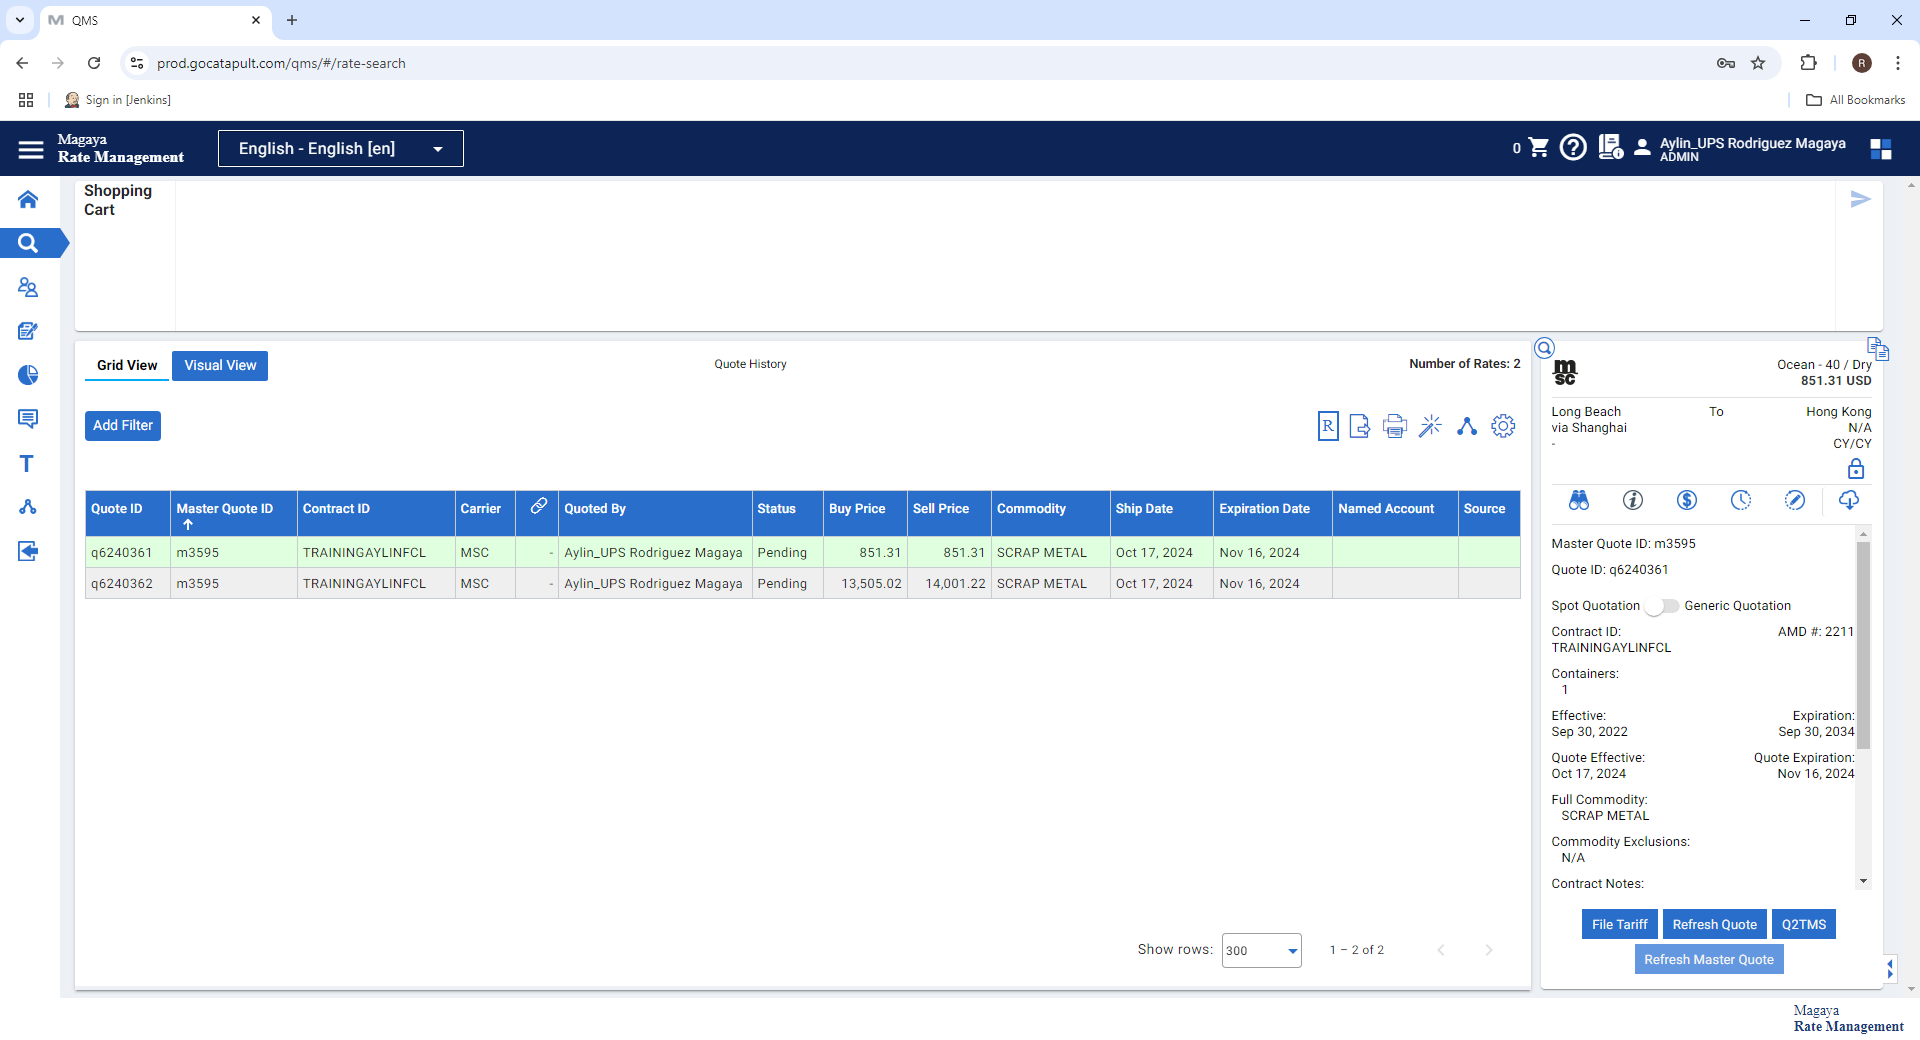 QMS
prod.gocatapult.com/qms/#/rate-search
R
Sign in [Jenkins]
All Bookmarks
Magaya
Rate Management
English - English [en]
0
Aylin_UPS Rodriguez Magaya
ADMIN
Shopping
Cart
Grid View
Visual View
Quote History
Number of Rates: 2
Add Filter
R
Quote ID Master Quote ID Contract ID Carrier Quoted By Status Buy Price Sell Price Commodity Ship Date Expiration Date Named Account Source
q6240361 m3595 TRAININGAYLINFCL MSC - Aylin_UPS Rodriguez Magaya Pending 851.31 851.31 SCRAP METAL Oct 17, 2024 Nov 16, 2024
q6240362 m3595 TRAININGAYLINFCL MSC - Aylin_UPS Rodriguez Magaya Pending 13,505.02 14,001.22 SCRAP METAL Oct 17, 2024 Nov 16, 2024
Show rows: 300 1 – 2 of 2
msc
Ocean - 40 / Dry
851.31 USD
Long Beach To Hong Kong
via Shanghai N/A
- CY/CY
Master Quote ID: m3595
Quote ID: q6240361
Spot Quotation Generic Quotation
Contract ID: AMD #: 2211
TRAININGAYLINFCL
Containers:
1
Effective: Expiration:
Sep 30, 2022 Sep 30, 2034
Quote Effective: Quote Expiration:
Oct 17, 2024 Nov 16, 2024
Full Commodity:
SCRAP METAL
Commodity Exclusions:
N/A
Contract Notes:
File Tariff Refresh Quote Q2TMS
Refresh Master Quote
Magaya
Rate Management